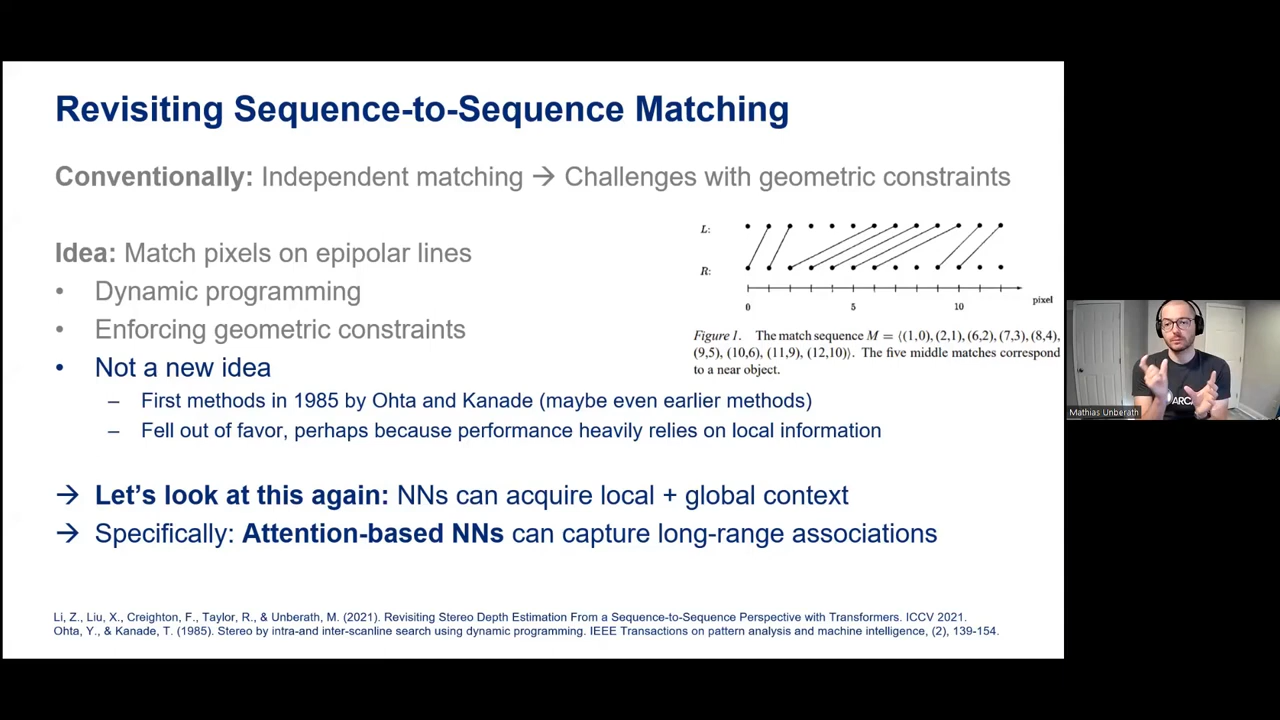 Revisiting Sequence-to-Sequence Matching
Conventionally: Independent matching → Challenges with geometric constraints
Idea: Match pixels on epipolar lines
• Dynamic programming
• Enforcing geometric constraints
• Not a new idea
– First methods in 1985 by Ohta and Kanade (maybe even earlier methods)
– Fell out of favor, perhaps because performance heavily relies on local information
L:
R:
0 5 10 pixel
Figure 1. The match sequence M = ⟨(1,0), (2,1), (6,2), (7,3), (8,4),
(9,5), (10,6), (11,9), (12,10)⟩. The five middle matches correspond
to a near object.
→ Let's look at this again: NNs can acquire local + global context
→ Specifically: Attention-based NNs can capture long-range associations
Li, Z., Liu, X., Creighton, F., Taylor, R., & Unberath, M. (2021). Revisiting Stereo Depth Estimation From a Sequence-to-Sequence Perspective with Transformers. ICCV 2021.
Ohta, Y., & Kanade, T. (1985). Stereo by intra-and inter-scanline search using dynamic programming. IEEE Transactions on pattern analysis and machine intelligence, (2), 139-154.
Mathias Unberath